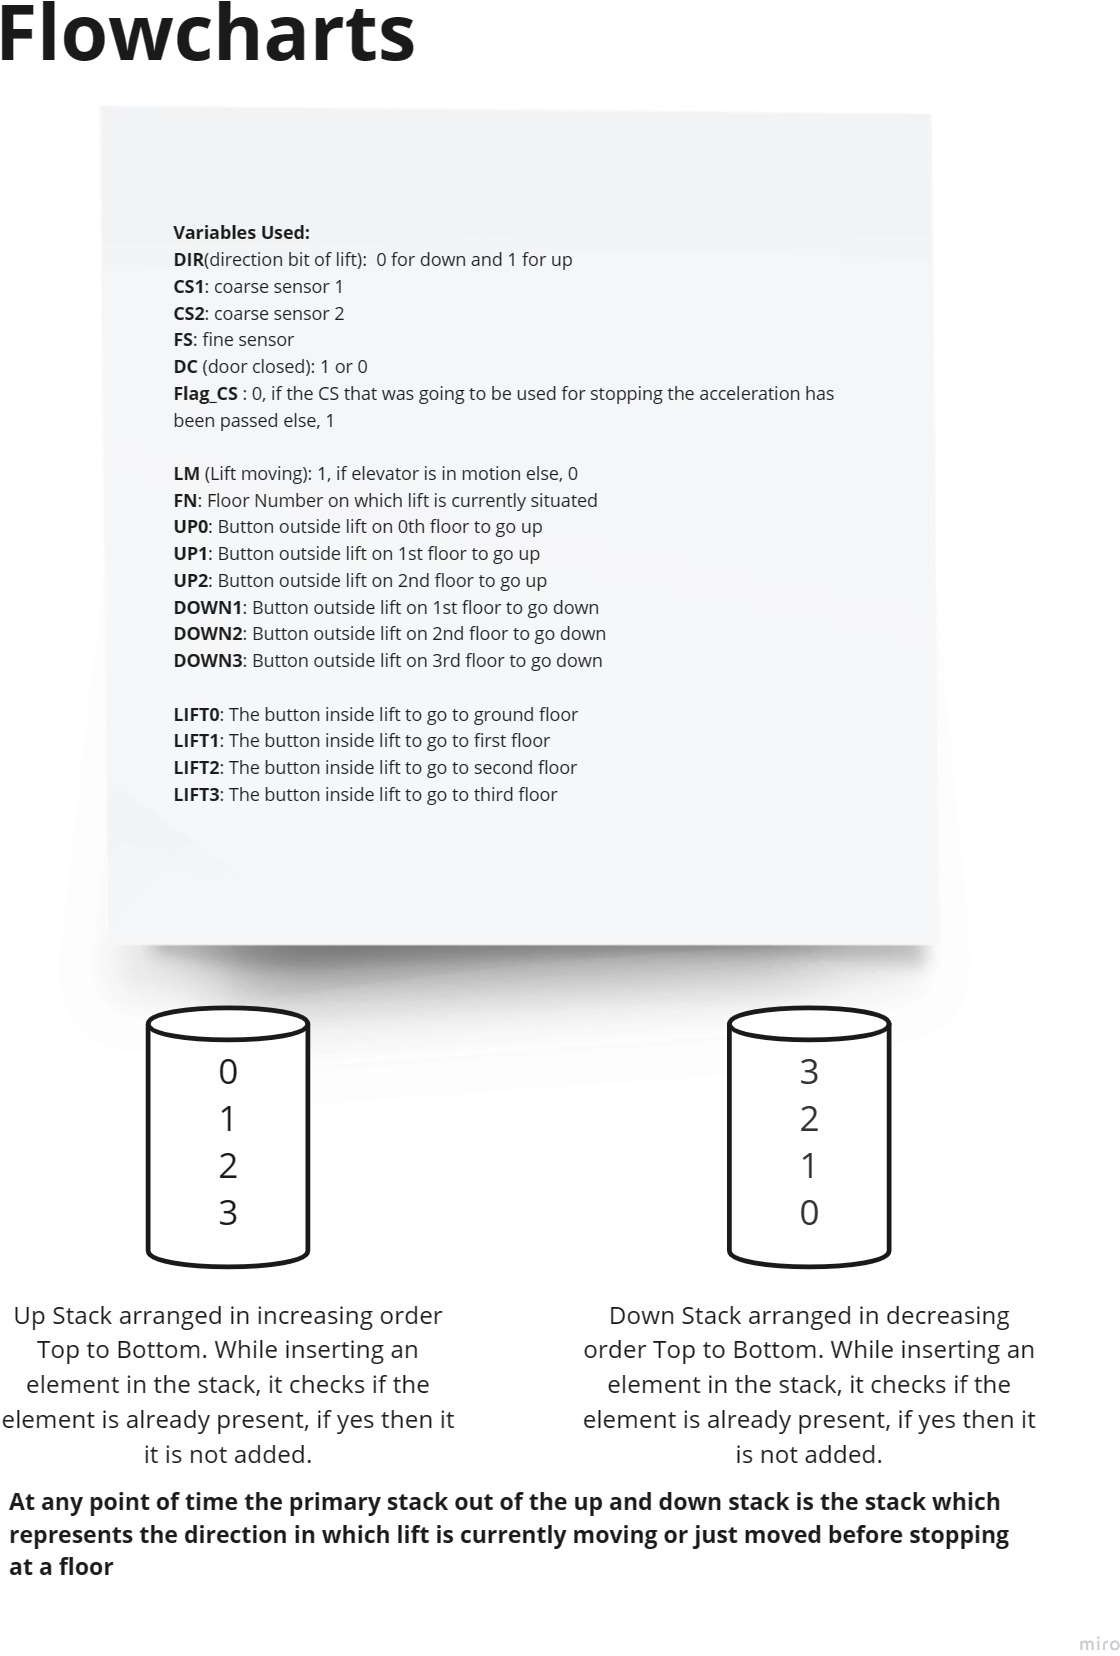 Flowcharts
Variables Used:
DIR(direction bit of lift):  0 for down and 1 for up
CS1: coarse sensor 1
CS2: coarse sensor 2
FS: fine sensor
DC (door closed): 1 or 0
Flag_CS : 0, if the CS that was going to be used for stopping the acceleration has
been passed else, 1
LM (Lift moving): 1, if elevator is in motion else, 0
FN: Floor Number on which lift is currently situated
UP0: Button outside lift on 0th floor to go up
UP1: Button outside lift on 1st floor to go up
UP2: Button outside lift on 2nd floor to go up
DOWN1: Button outside lift on 1st floor to go down
DOWN2: Button outside lift on 2nd floor to go down
DOWN3: Button outside lift on 3rd floor to go down
LIFT0: The button inside lift to go to ground floor
LIFT1: The button inside lift to go to first floor
LIFT2: The button inside lift to go to second floor
LIFT3: The button inside lift to go to third floor
0
1
2
3
Up Stack arranged in increasing order
Top to Bottom. While inserting an
element in the stack, it checks if the
element is already present, if yes then it
it is not added.
3
2
1
0
Down Stack arranged in decreasing
order Top to Bottom. While inserting an
element in the stack, it checks if the
element is already present, if yes then it
is not added.
At any point of time the primary stack out of the up and down stack is the stack which
represents the direction in which lift is currently moving or just moved before stopping
at a floor
miro